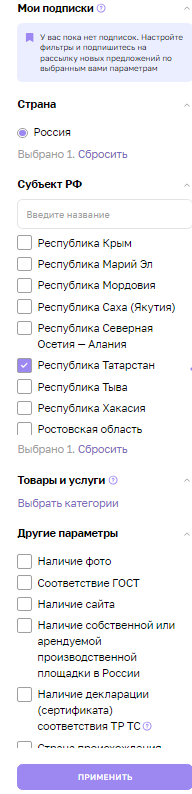 Мои подписки
У вас пока нет подписок. Настройте
фильтры и подпишитесь на
рассылку новых предложений по
выбранным вами параметрам
Страна
Россия
Выбрано 1. Сбросить
Субъект РФ
Введите название
Республика Крым
Республика Марий Эл
Республика Мордовия
Республика Саха (Якутия)
Республика Северная
Осетия — Алания
Республика Татарстан
Республика Тыва
Республика Хакасия
Ростовская область
Выбрано 1. Сбросить
Товары и услуги
Выбрать категории
Другие параметры
Наличие фото
Соответствие ГОСТ
Наличие сайта
Наличие собственной или
арендуемой
производственной
площадки в России
Наличие декларации
(сертификата)
соответствия ТР ТС
Страна происхождения
ПРИМЕНИТЬ